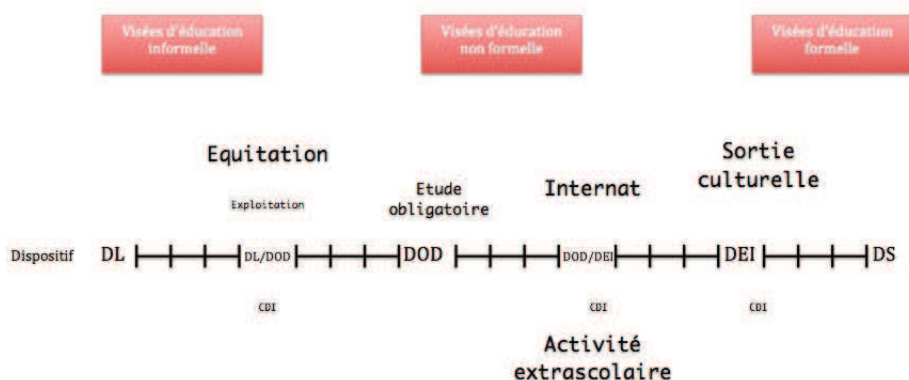 Visées d'éducation
informelle
Visées d'éducation
non formelle
Visées d'éducation
formelle
Equitation
Exploitation
Etude
obligatoire
Internat
Sortie
culturelle
Dispositif DL DL/DOD DOD DOD/DEI DEI DS
CDI CDI CDI
Activité
extrascolaire